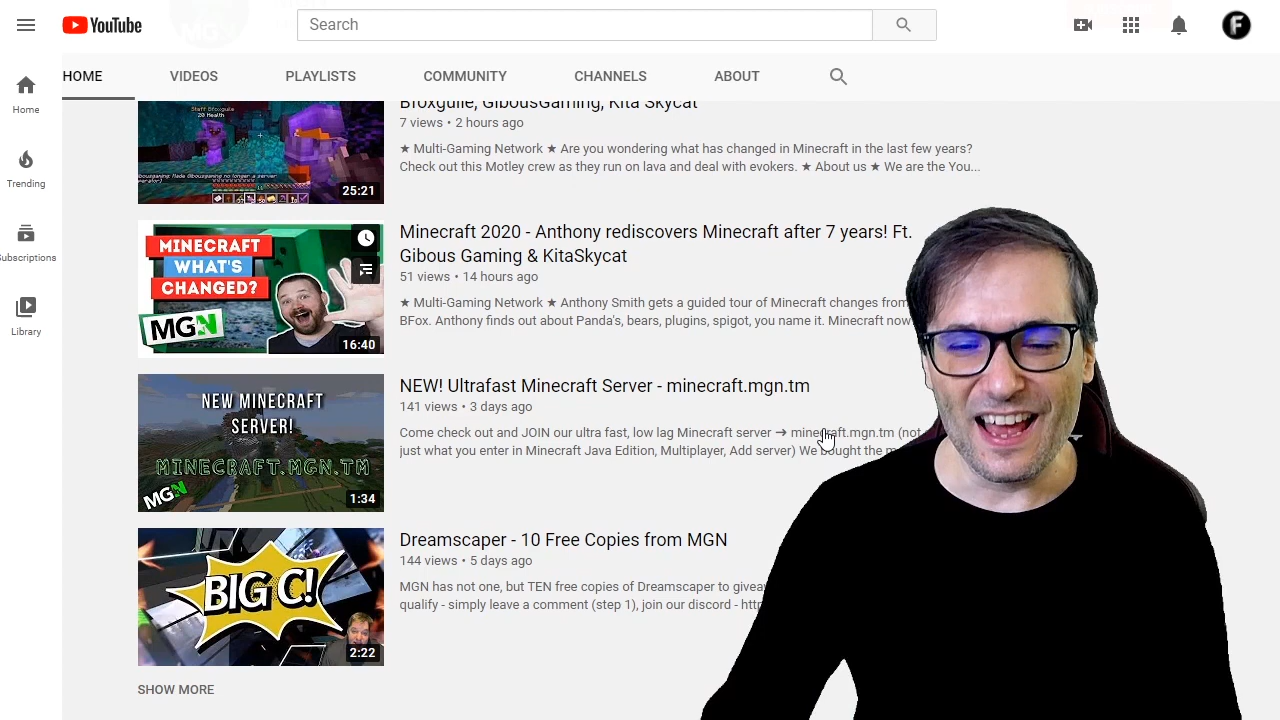 YouTube
Search
F
HOME
VIDEOS
PLAYLISTS
COMMUNITY
CHANNELS
ABOUT
Home
Trending
Subscriptions
Library
Bfoxguile, GibousGaming, Kita Skycat
7 views • 2 hours ago
★ Multi-Gaming Network ★ Are you wondering what has changed in Minecraft in the last few years?
Check out this Motley crew as they run on lava and deal with evokers. ★ About Us ★ We are the You...
Staff Bfoxguile
20 Health
25:21
MINECRAFT
WHAT'S
CHANGED?
MGN
16:40
Minecraft 2020 - Anthony rediscovers Minecraft after 7 years! Ft.
Gibous Gaming & KitaSkycat
51 views • 14 hours ago
★ Multi-Gaming Network ★ Anthony Smith gets a guided tour of Minecraft changes from
BFox. Anthony finds out about Panda's, bears, plugins, spigot, you name it. Minecraft now
NEW MINECRAFT
SERVER!
MINECRAFT.MGN.TM
MGN
1:34
NEW! Ultrafast Minecraft Server - minecraft.mgn.tm
141 views • 3 days ago
Come check out and JOIN our ultra fast, low lag Minecraft server ➔ minecraft.mgn.tm (not
just what you enter in Minecraft Java Edition, Multiplayer, Add server) We bought the
BIG C!
2:22
Dreamscaper - 10 Free Copies from MGN
144 views • 5 days ago
MGN has not one, but TEN free copies of Dreamscaper to
qualify - simply leave a comment (step 1), join our discord -
SHOW MORE